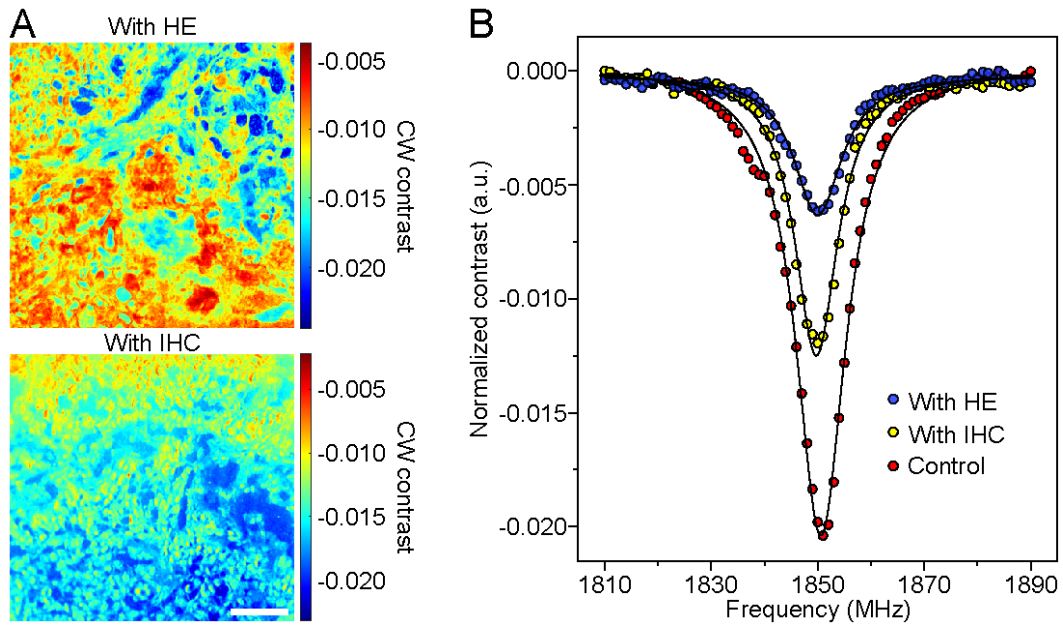 A
With HE
-0.005
-0.010
-0.015
-0.020
CW contrast
With IHC
-0.005
-0.010
-0.015
-0.020
CW contrast
B
0.000
-0.005
-0.010
-0.015
-0.020
Normalized contrast (a.u.)
With HE
With IHC
Control
1810
1830
1850
1870
1890
Frequency (MHz)